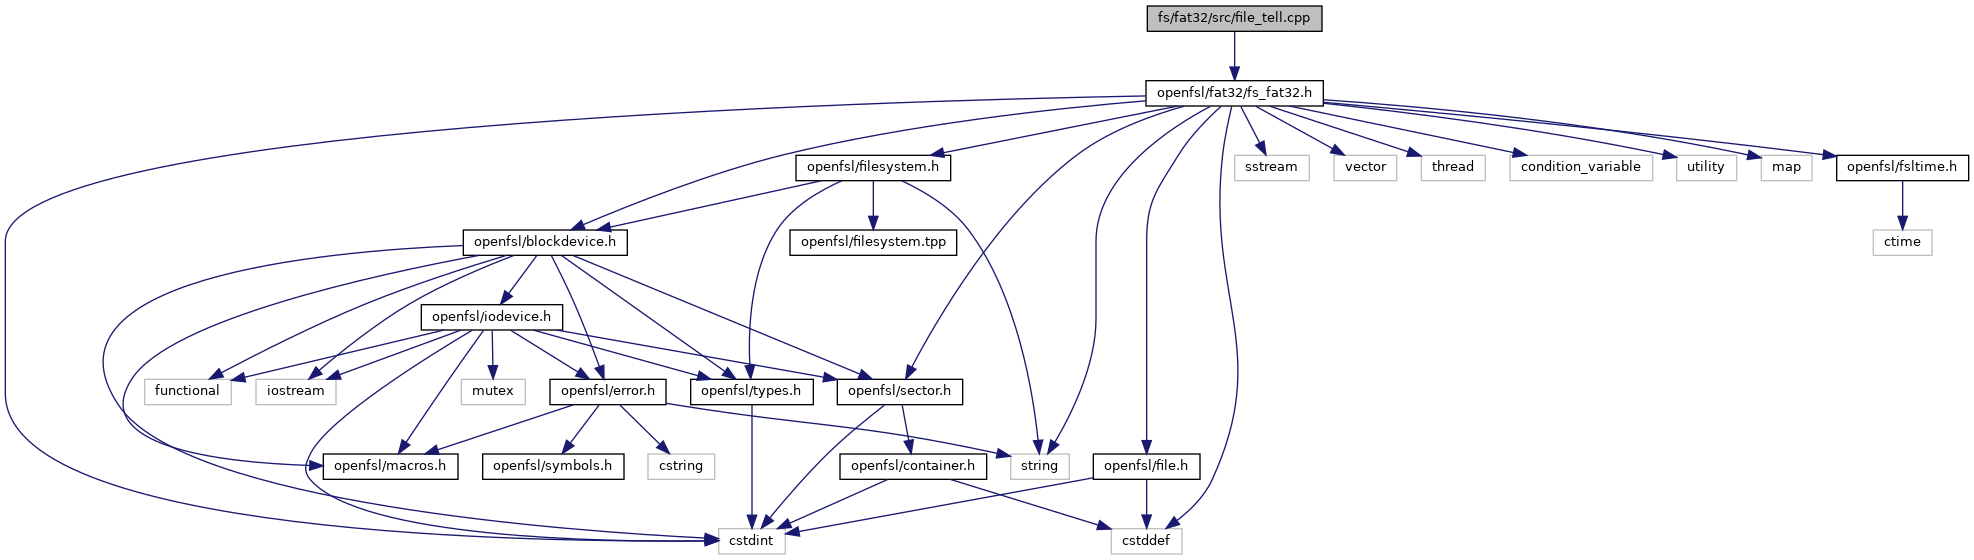 fs/fat32/src/file_tell.cpp
openfsl/fat32/fs_fat32.h
openfsl/filesystem.h
sstream
vector
thread
condition_variable
utility
map
openfsl/fsltime.h
openfsl/blockdevice.h
openfsl/filesystem.tpp
ctime
openfsl/iodevice.h
functional
iostream
mutex
openfsl/error.h
openfsl/types.h
openfsl/sector.h
openfsl/macros.h
openfsl/symbols.h
cstring
openfsl/container.h
string
openfsl/file.h
cstdint
cstddef